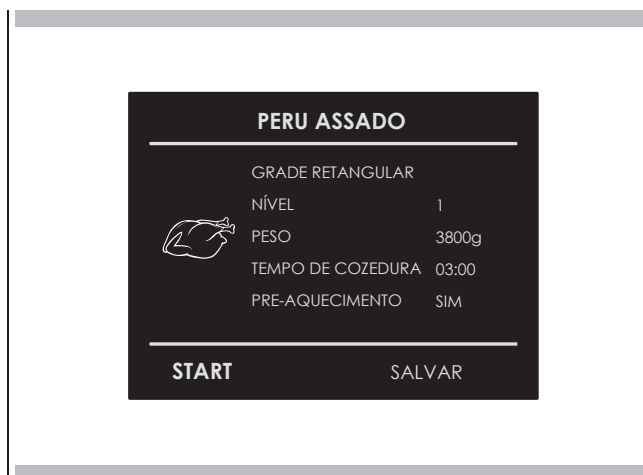 PERU ASSADO
GRADE RETANGULAR
NÍVEL 1
PESO 3800g
TEMPO DE COZEDURA 03:00
PRE-AQUECIMENTO SIM
START SALVAR